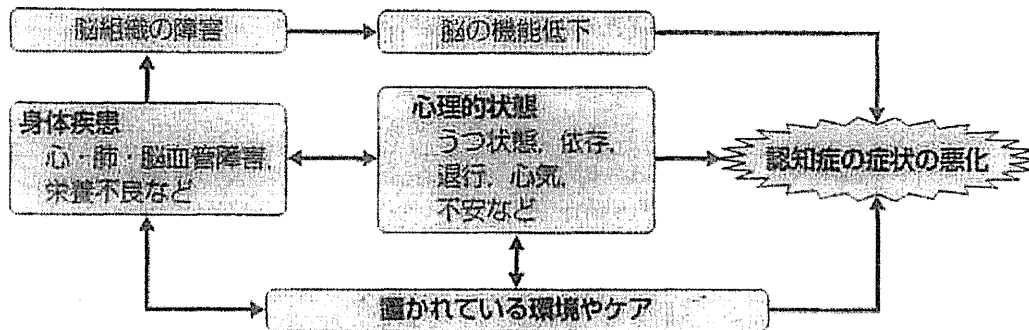 脳組織の障害
脳の機能低下
身体疾患
心・肺・脳血管障害,
栄養不良など
心理的状態
うつ状態, 依存,
退行, 心気,
不安など
認知症の症状の悪化
置かれている環境やケア